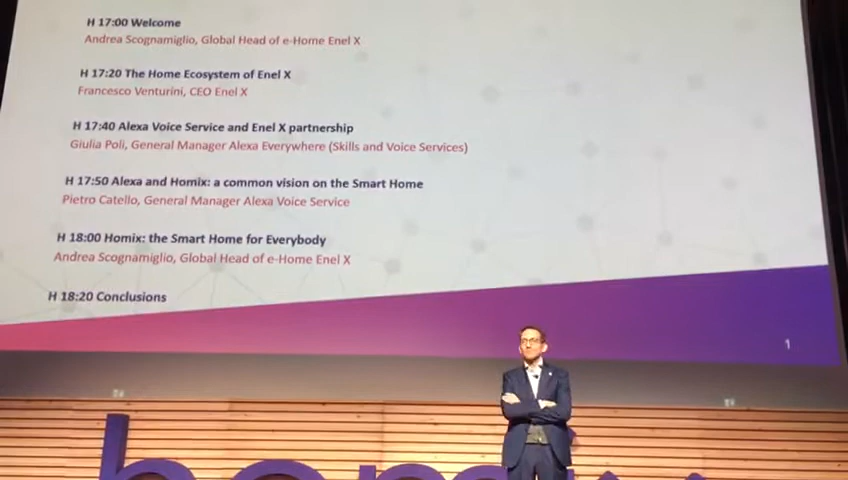 H 17:00 Welcome
Andrea Scognamiglio, Global Head of e-Home Enel X
H 17:20 The Home Ecosystem of Enel X
Francesco Venturini, CEO Enel X
H 17:40 Alexa Voice Service and Enel X partnership
Giulia Poli, General Manager Alexa Everywhere (Skills and Voice Services)
H 17:50 Alexa and Homix: a common vision on the Smart Home
Pietro Catello, General Manager Alexa Voice Service
H 18:00 Homix: the Smart Home for Everybody
Andrea Scognamiglio, Global Head of e-Home Enel X
H 18:20 Conclusions
1